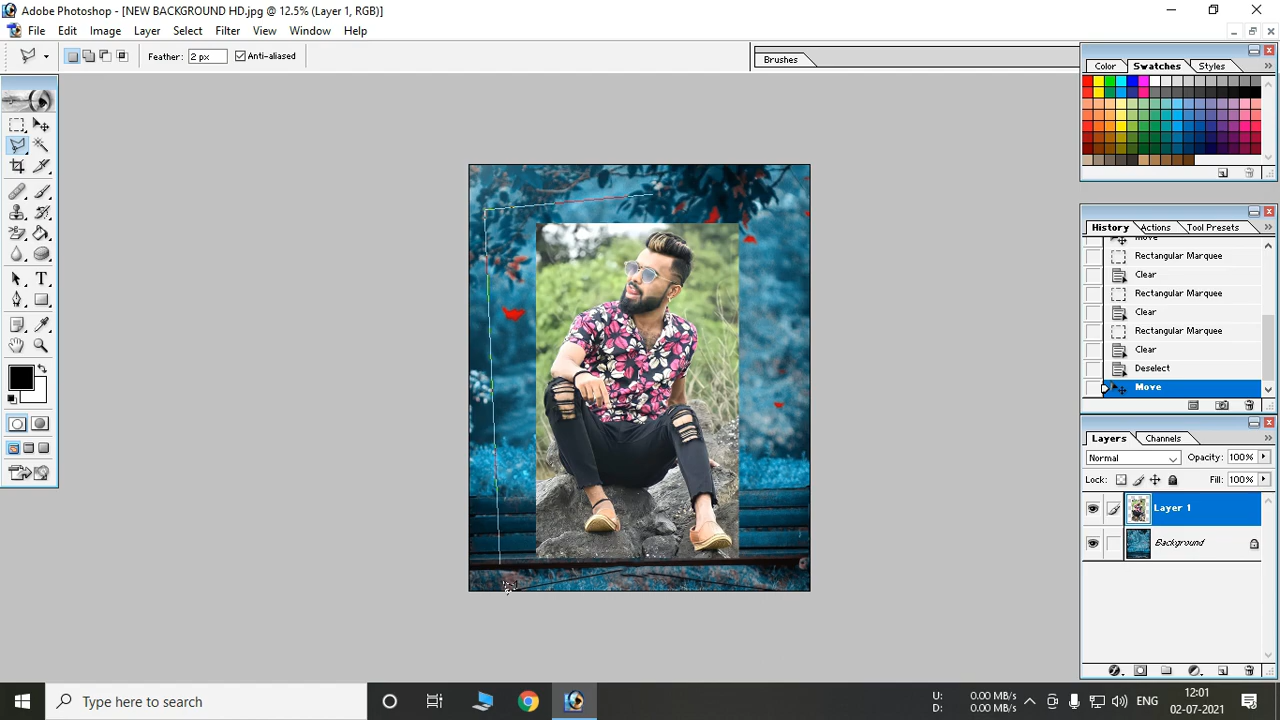 Adobe Photoshop - [NEW BACKGROUND HD.jpg @ 12.5% (Layer 1, RGB)]
File Edit Image Layer Select Filter View Window Help
Feather: 2 px Anti-aliased
Brushes
Color Swatches Styles
History Actions Tool Presets
Move
Rectangular Marquee
Clear
Rectangular Marquee
Clear
Rectangular Marquee
Clear
Deselect
Move
Layers Channels
Normal Opacity: 100%
Lock: Fill: 100%
Layer 1
Background
Type here to search
U: 0.00 MB/s
D: 0.00 MB/s
ENG
12:01
02-07-2021